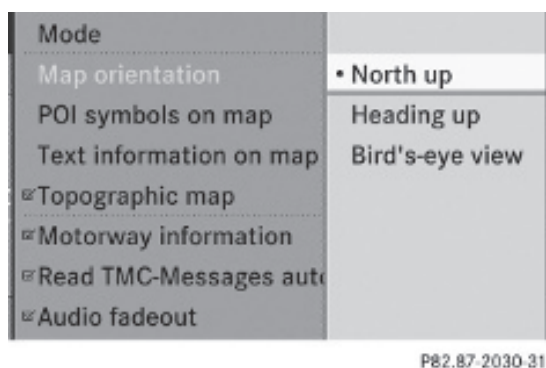 Mode
Map orientation
POI symbols on map
Text information on map
Topographic map
Motorway information
Read TMC-Messages auto
Audio fadeout
• North up
Heading up
Bird's-eye view
P82.87-2030-31